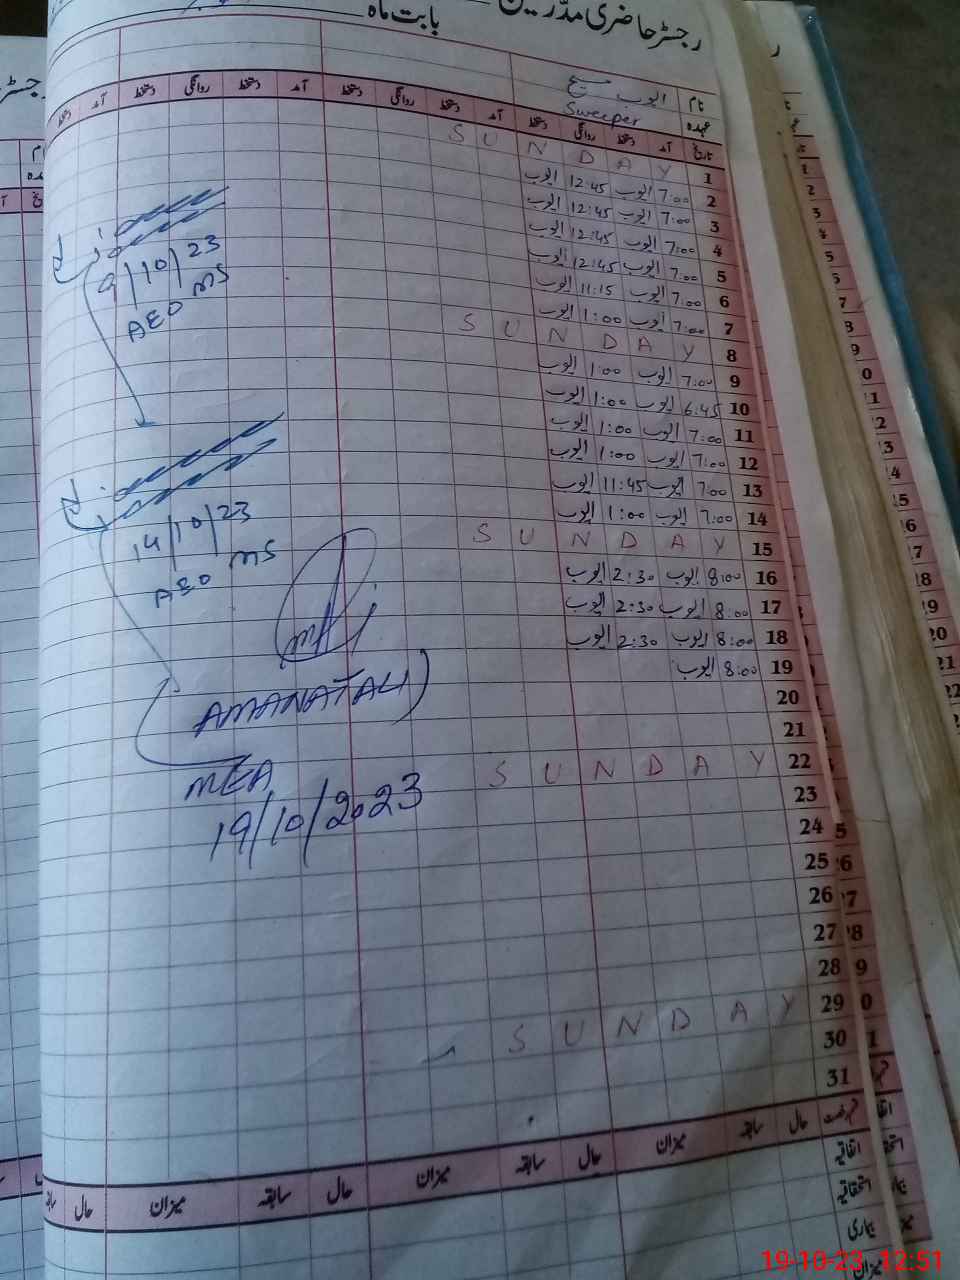 رجسٹر حاضری مدرسین
بابت ماہ
نام ایوب مسیح
عہدہ Sweeper
تاریخ آمد دستخط روانگی دستخط آمد دستخط روانگی دستخط آمد دستخط روانگی دستخط آمد دستخط
1 SUNDAY
2 7:00 ایوب 12:45 ایوب
3 7:00 ایوب 12:45 ایوب
4 7:00 ایوب 12:45 ایوب
5 7:00 ایوب 12:45 ایوب
6 7:00 ایوب 11:15 ایوب
7 7:00 ایوب 1:00 ایوب
8 SUNDAY
9 7:00 ایوب 1:00 ایوب
10 6:45 ایوب 1:00 ایوب
11 7:00 ایوب 1:00 ایوب
12 7:00 ایوب 1:00 ایوب
13 7:00 ایوب 11:45 ایوب
14 7:00 ایوب 1:00 ایوب
15 SUNDAY
16 8:00 ایوب 2:30 ایوب
17 8:00 ایوب 2:30 ایوب
18 8:00 ایوب 2:30 ایوب
19 8:00 ایوب
20
21
22 SUNDAY
23
24
25
26
27
28
29 SUNDAY
30
31
9/10/23
AEO MS
14/10/23
AEO MS
(AMANAT ALI)
MEA
19/10/2023
حال سابقہ میزان حال سابقہ میزان حال سابقہ میزان حال
اتفاقیہ
استحقاقیہ
بیماری
میزان
19-10-23 12:51